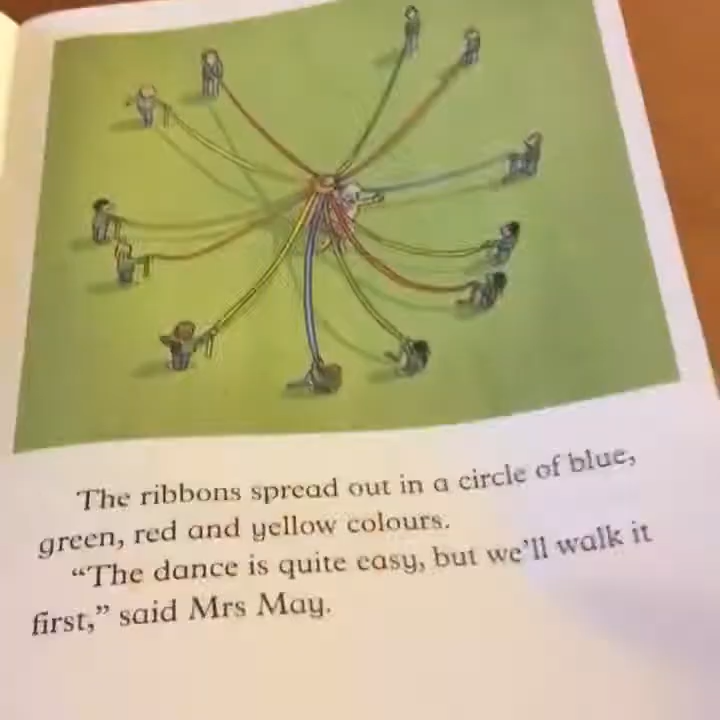 The ribbons spread out in a circle of blue,
green, red and yellow colours.
“The dance is quite easy, but we’ll walk it
first,” said Mrs May.